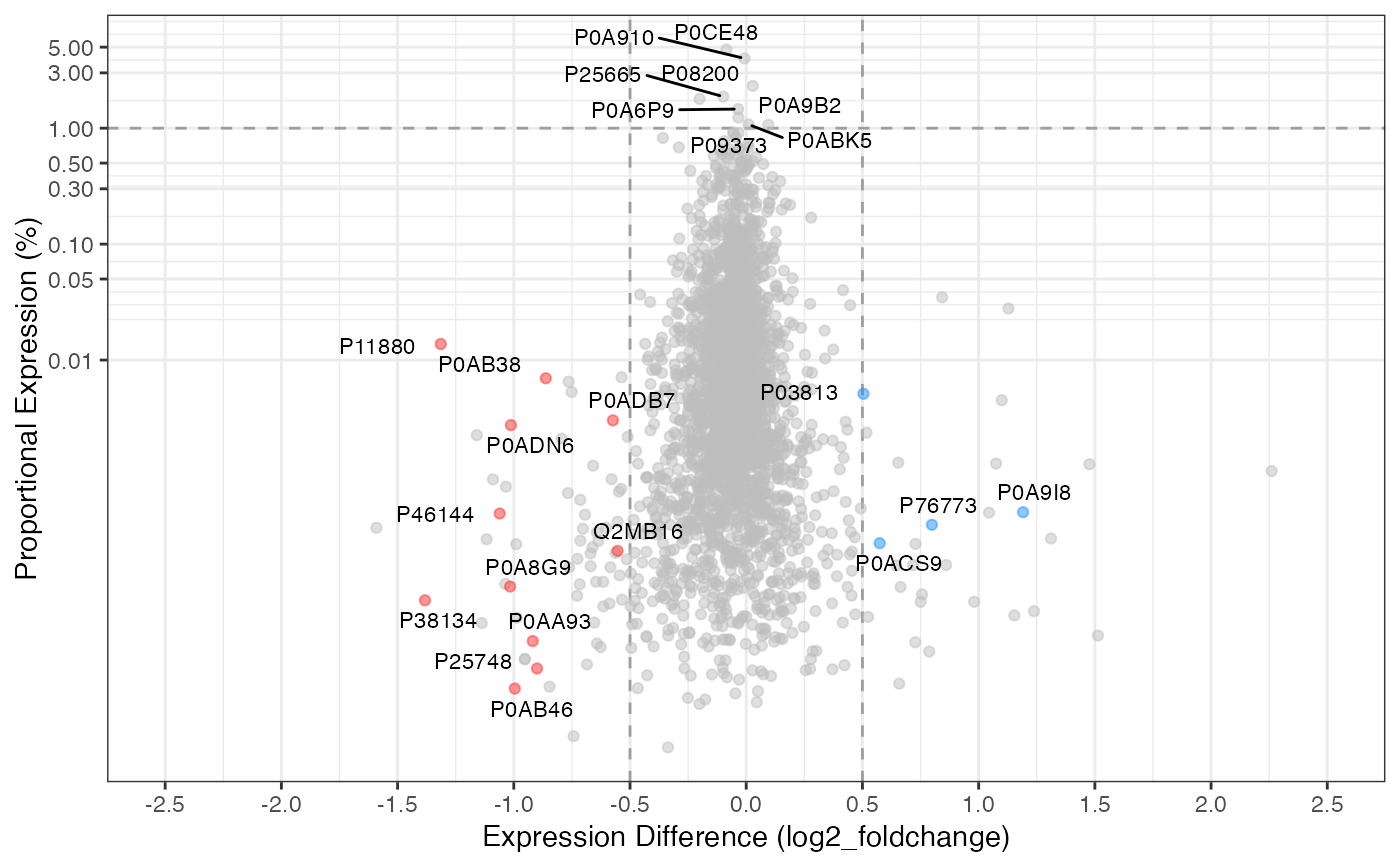 P0A910
P0CE48
P25665
P08200
P0A6P9
P0A9B2
P0ABK5
P09373
P11880
P0AB38
P0ADB7
P03813
P0ADN6
P46144
Q2MB16
P76773
P0A9I8
P0ACS9
P0A8G9
P38134
P0AA93
P25748
P0AB46
5.00
3.00
1.00
0.50
0.30
0.10
0.05
0.01
Proportional Expression (%)
-2.5 -2.0 -1.5 -1.0 -0.5 0.0 0.5 1.0 1.5 2.0 2.5
Expression Difference (log2_foldchange)